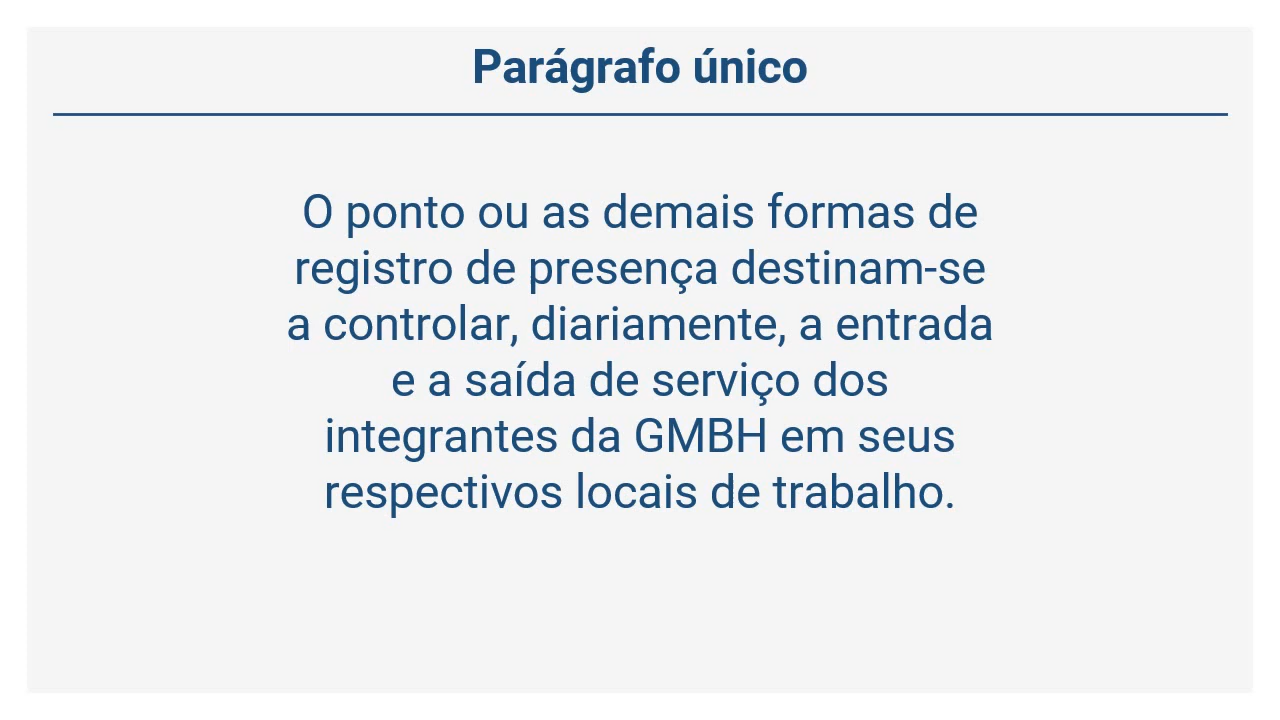 Parágrafo único
O ponto ou as demais formas de
registro de presença destinam-se
a controlar, diariamente, a entrada
e a saída de serviço dos
integrantes da GMBH em seus
respectivos locais de trabalho.